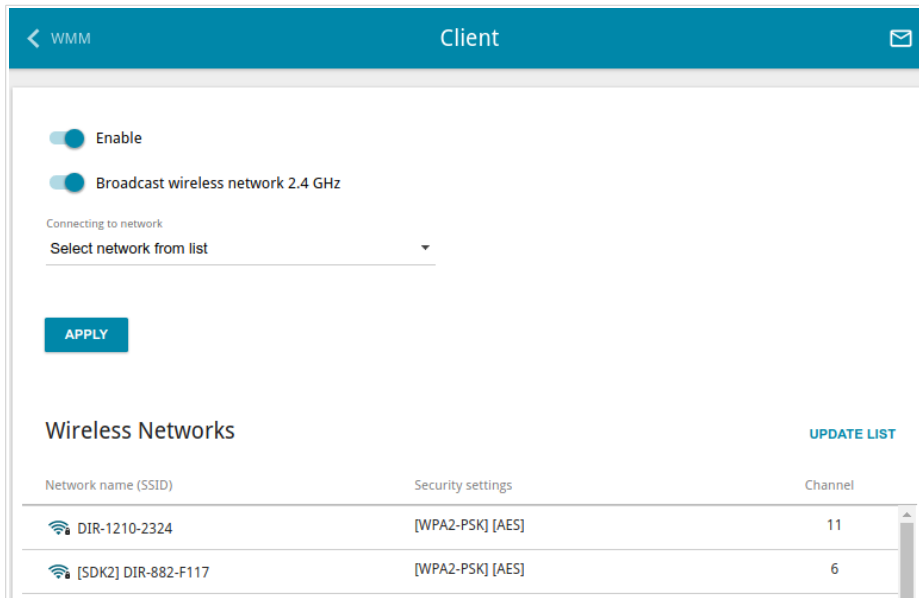 WMM Client
Enable
Broadcast wireless network 2.4 GHz
Connecting to network
Select network from list
APPLY
Wireless Networks UPDATE LIST
Network name (SSID) Security settings Channel
DIR-1210-2324 [WPA2-PSK] [AES] 11
[SDK2] DIR-882-F117 [WPA2-PSK] [AES] 6